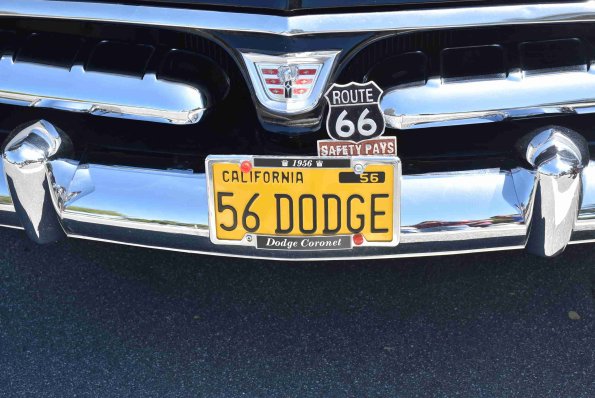 ROUTE
66
SAFETY PAYS
1956
CALIFORNIA 56
56 DODGE
Dodge Coronet